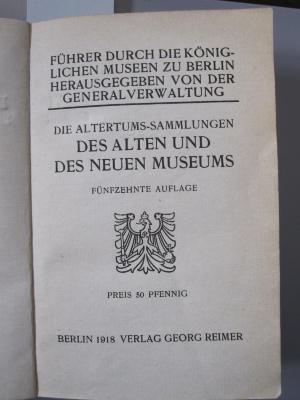 FÜHRER DURCH DIE KÖNIG-
LICHEN MUSEEN ZU BERLIN
HERAUSGEGEBEN VON DER
GENERALVERWALTUNG
DIE ALTERTUMS-SAMMLUNGEN
DES ALTEN UND
DES NEUEN MUSEUMS
FÜNFZEHNTE AUFLAGE
PREIS 50 PFENNIG
BERLIN 1918 VERLAG GEORG REIMER